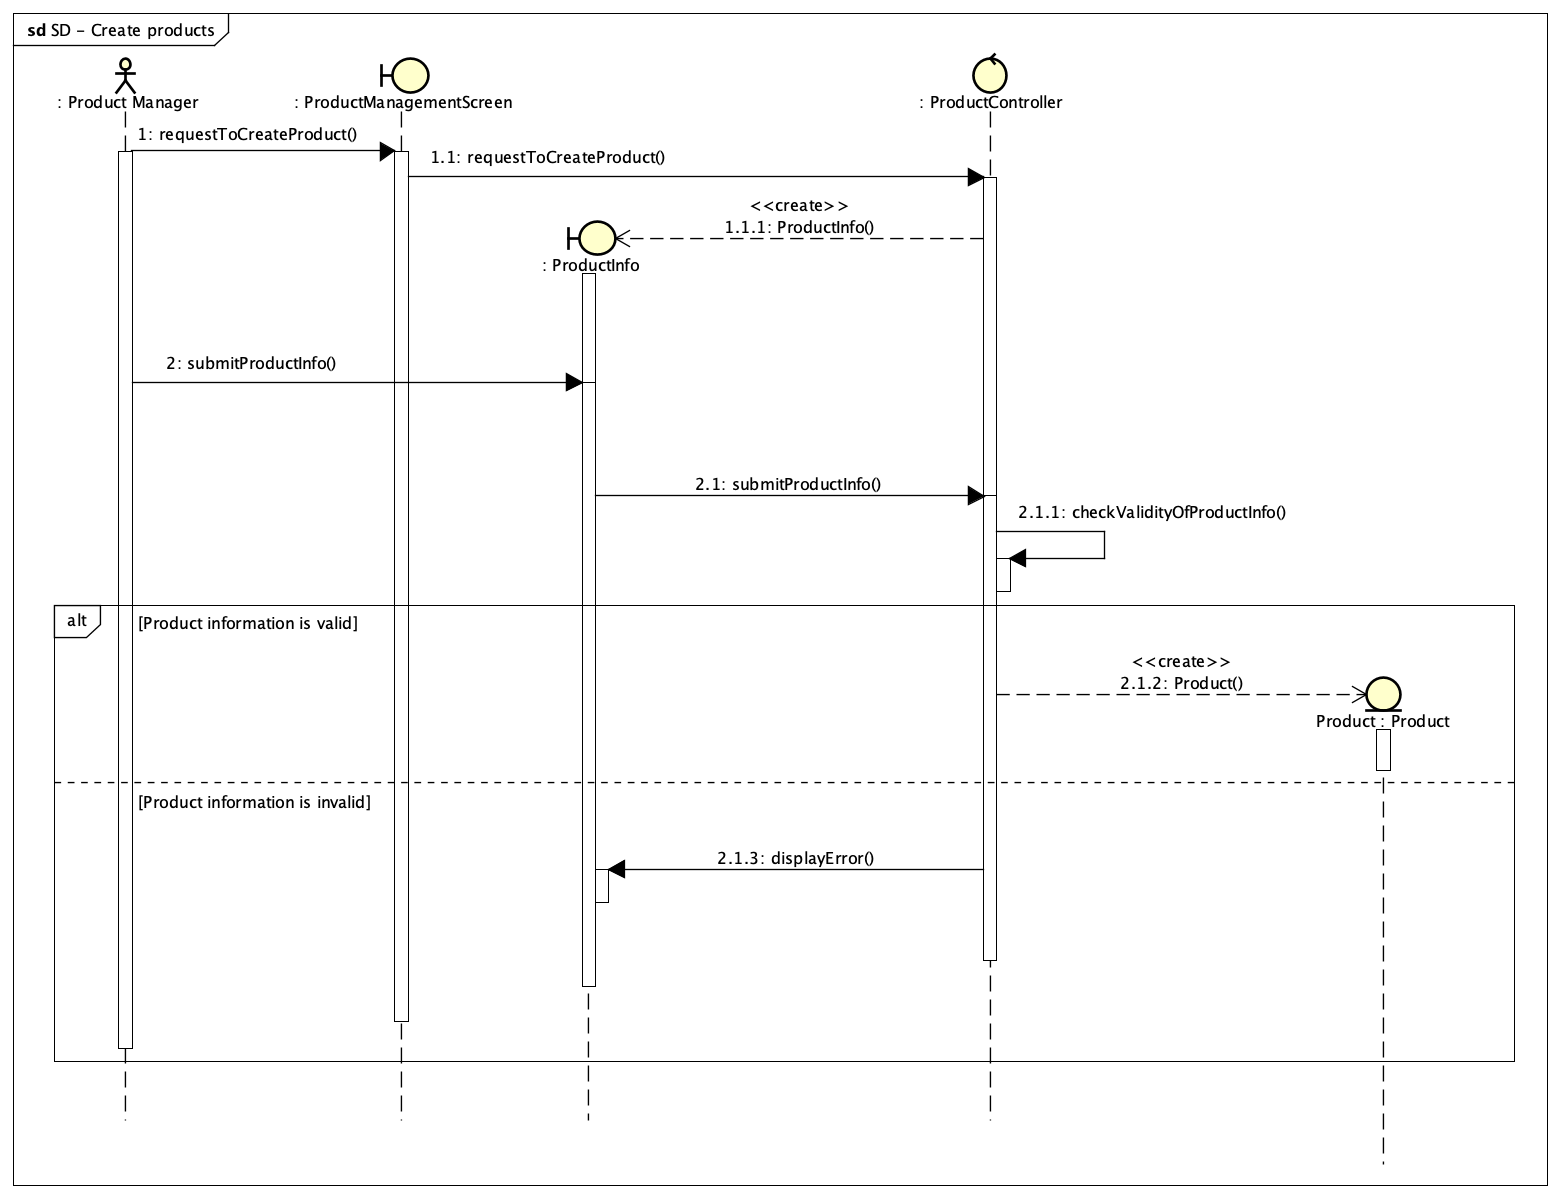 sd SD - Create products
: Product Manager
: ProductManagementScreen
: ProductController
1: requestToCreateProduct()
1.1: requestToCreateProduct()
<<create>>
1.1.1: ProductInfo()
: ProductInfo
2: submitProductInfo()
2.1: submitProductInfo()
2.1.1: checkValidityOfProductInfo()
alt
[Product information is valid]
<<create>>
2.1.2: Product()
Product : Product
[Product information is invalid]
2.1.3: displayError()